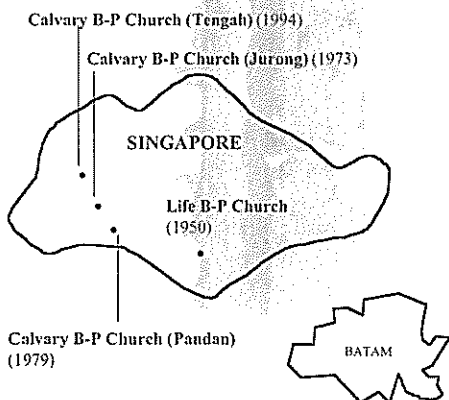 Calvary B-P Church (Tengah) (1994)
Calvary B-P Church (Jurong) (1973)
SINGAPORE
Life B-P Church
(1950)
Calvary B-P Church (Pandan)
(1979)
BATAM